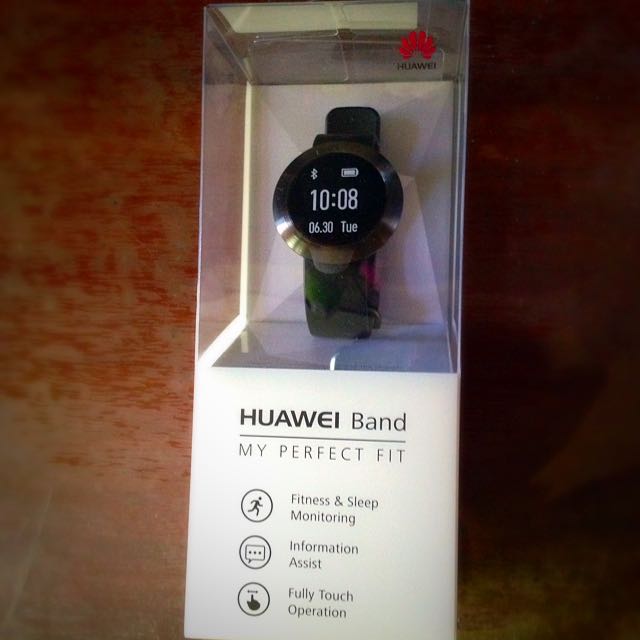 HUAWEI
10:08
06.30 Tue
HUAWEI Band
MY PERFECT FIT
Fitness & Sleep
Monitoring
Information
Assist
Fully Touch
Operation